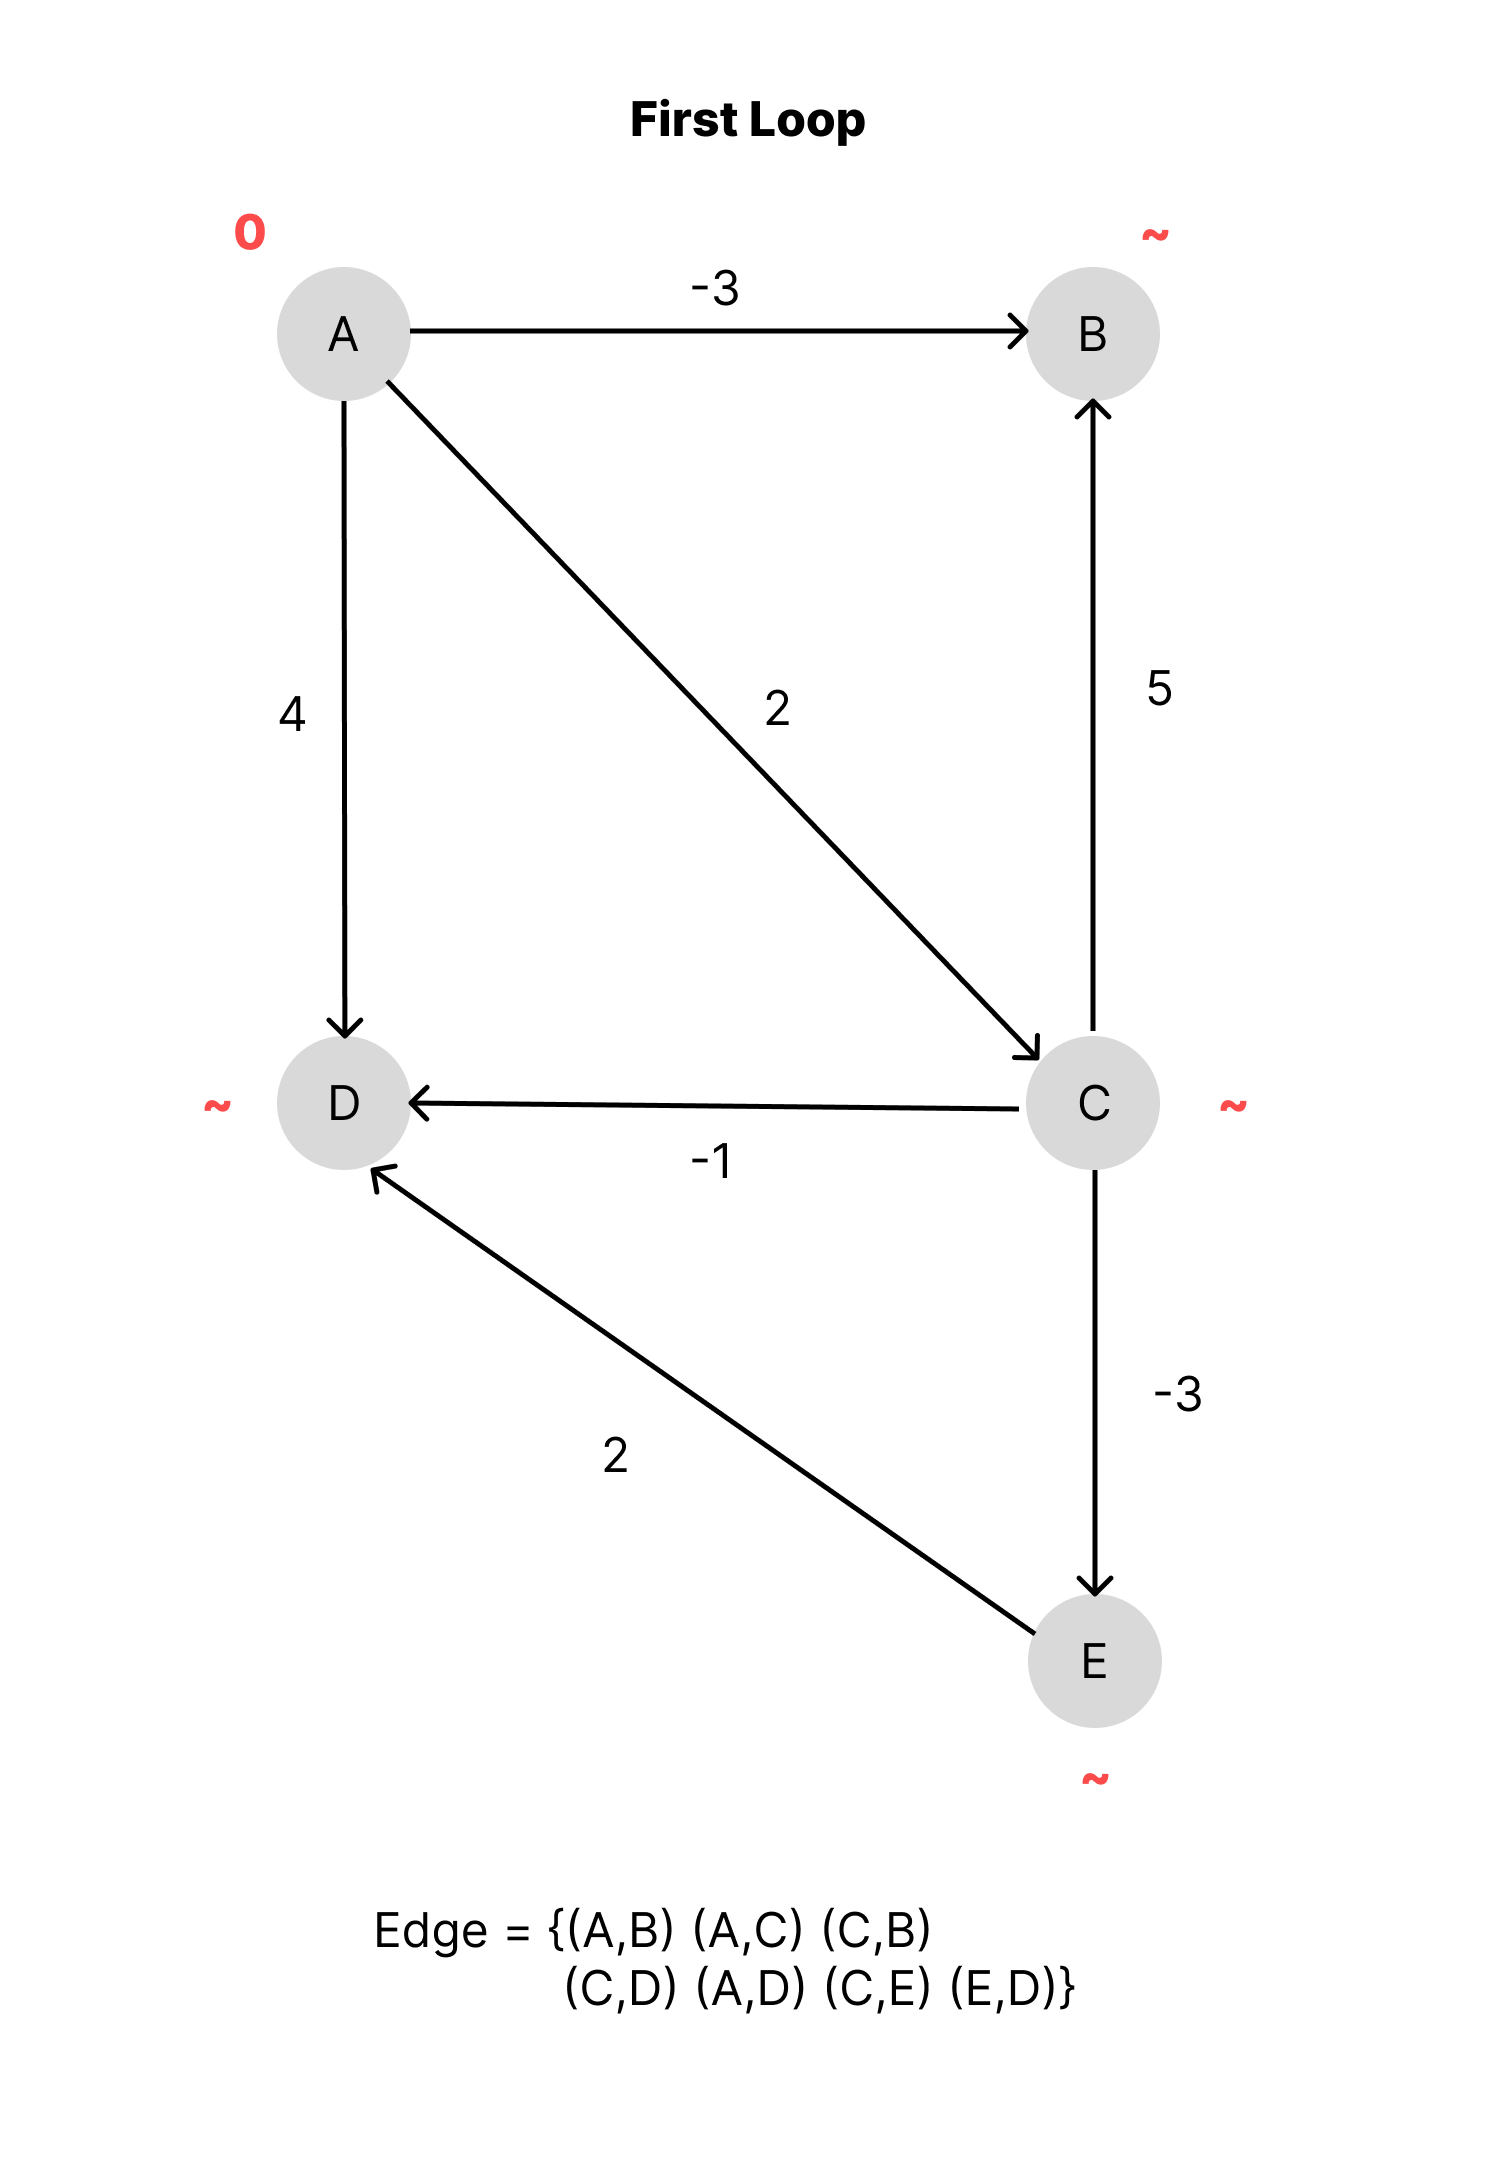 First Loop
0
~
-3
A
B
4
2
5
~
D
C
~
-1
-3
2
E
~
Edge = {(A,B) (A,C) (C,B)
(C,D) (A,D) (C,E) (E,D)}